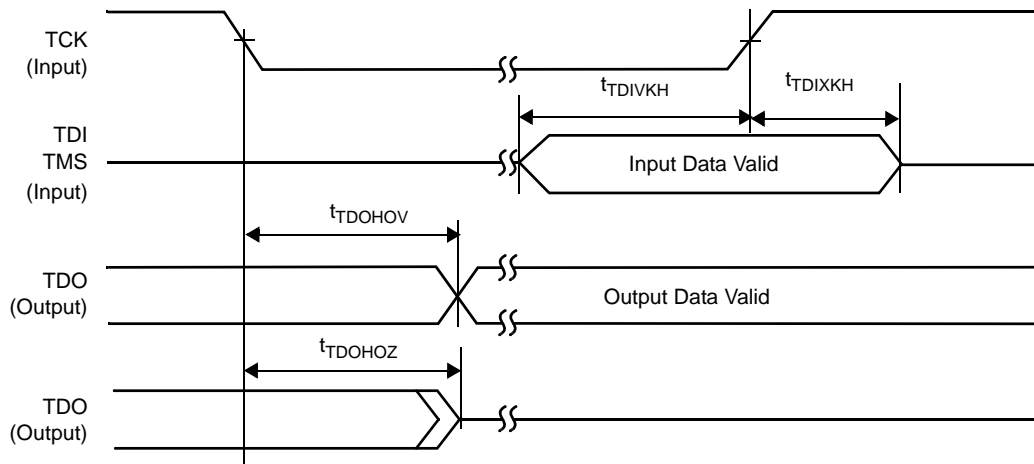 TCK
(Input)
tTDIVKH
tTDIXKH
TDI
TMS
(Input)
Input Data Valid
tTDOHOV
TDO
(Output)
Output Data Valid
tTDOHOZ
TDO
(Output)